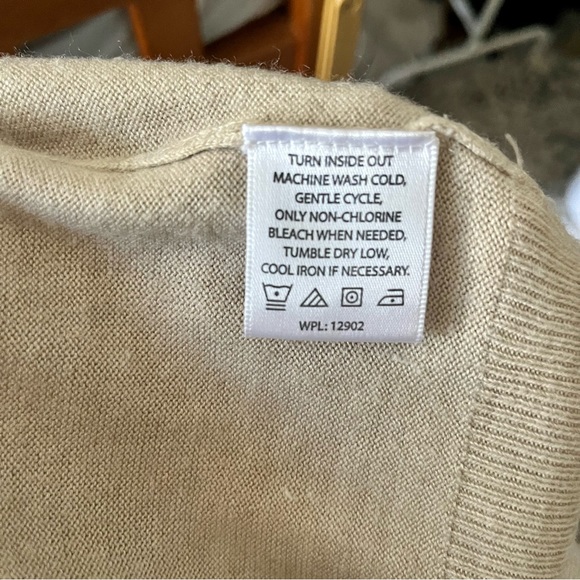 TURN INSIDE OUT
MACHINE WASH COLD,
GENTLE CYCLE,
ONLY NON-CHLORINE
BLEACH WHEN NEEDED,
TUMBLE DRY LOW,
COOL IRON IF NECESSARY.
WPL: 12902